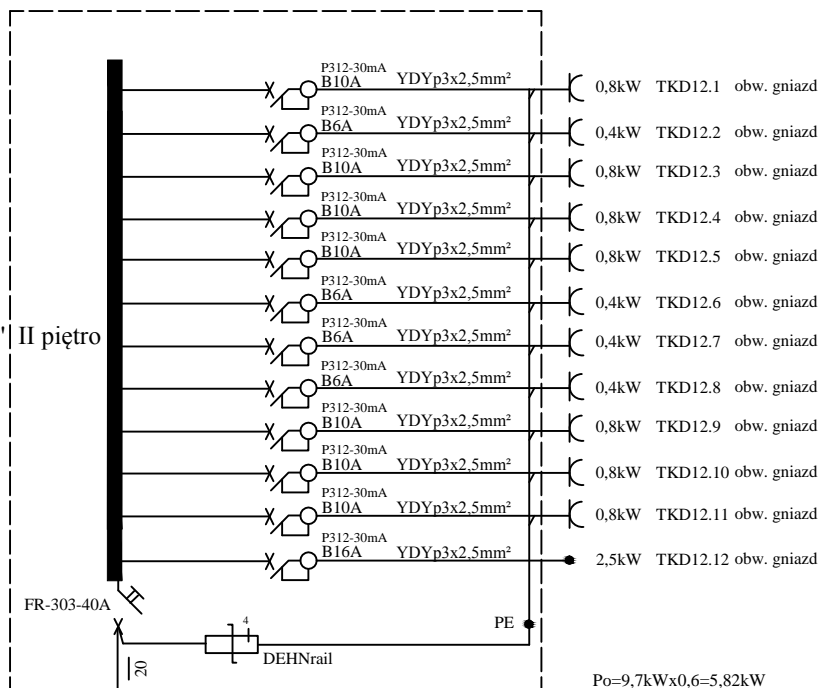 P312-30mA
B10A YDYp3x2,5mm² 0,8kW TKD12.1 obw. gniazd
P312-30mA
B6A YDYp3x2,5mm² 0,4kW TKD12.2 obw. gniazd
P312-30mA
B10A YDYp3x2,5mm² 0,8kW TKD12.3 obw. gniazd
P312-30mA
B10A YDYp3x2,5mm² 0,8kW TKD12.4 obw. gniazd
P312-30mA
B10A YDYp3x2,5mm² 0,8kW TKD12.5 obw. gniazd
P312-30mA
B6A YDYp3x2,5mm² 0,4kW TKD12.6 obw. gniazd
' II piętro
P312-30mA
B6A YDYp3x2,5mm² 0,4kW TKD12.7 obw. gniazd
P312-30mA
B6A YDYp3x2,5mm² 0,4kW TKD12.8 obw. gniazd
P312-30mA
B10A YDYp3x2,5mm² 0,8kW TKD12.9 obw. gniazd
P312-30mA
B10A YDYp3x2,5mm² 0,8kW TKD12.10 obw. gniazd
P312-30mA
B10A YDYp3x2,5mm² 0,8kW TKD12.11 obw. gniazd
P312-30mA
B16A YDYp3x2,5mm² 2,5kW TKD12.12 obw. gniazd
FR-303-40A
4
PE
DEHNrail
20
Po=9,7kWx0,6=5,82kW